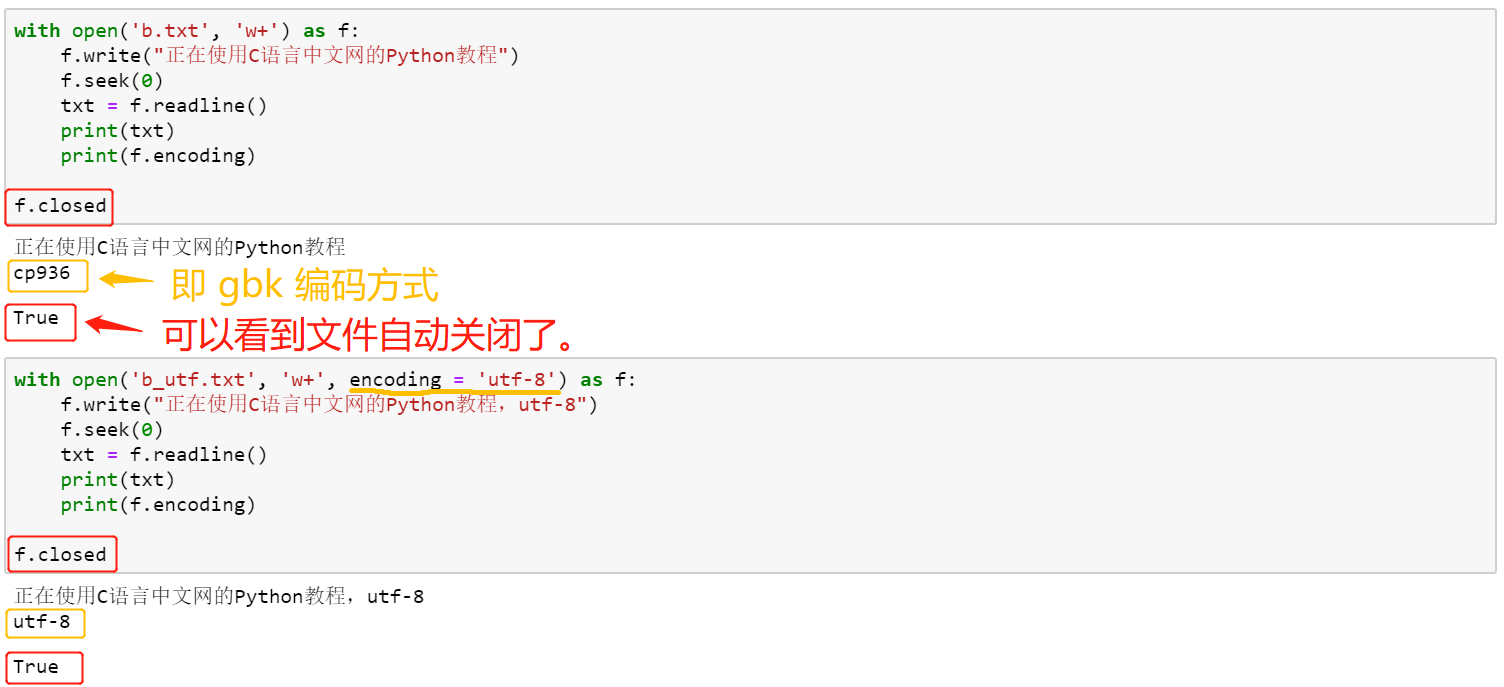 with open('b.txt', 'w+') as f:
    f.write("正在使用C语言中文网的Python教程")
    f.seek(0)
    txt = f.readline()
    print(txt)
    print(f.encoding)
f.closed
正在使用C语言中文网的Python教程
cp936
即 gbk 编码方式
True
可以看到文件自动关闭了。
with open('b_utf.txt', 'w+', encoding = 'utf-8') as f:
    f.write("正在使用C语言中文网的Python教程，utf-8")
    f.seek(0)
    txt = f.readline()
    print(txt)
    print(f.encoding)
f.closed
正在使用C语言中文网的Python教程，utf-8
utf-8
True